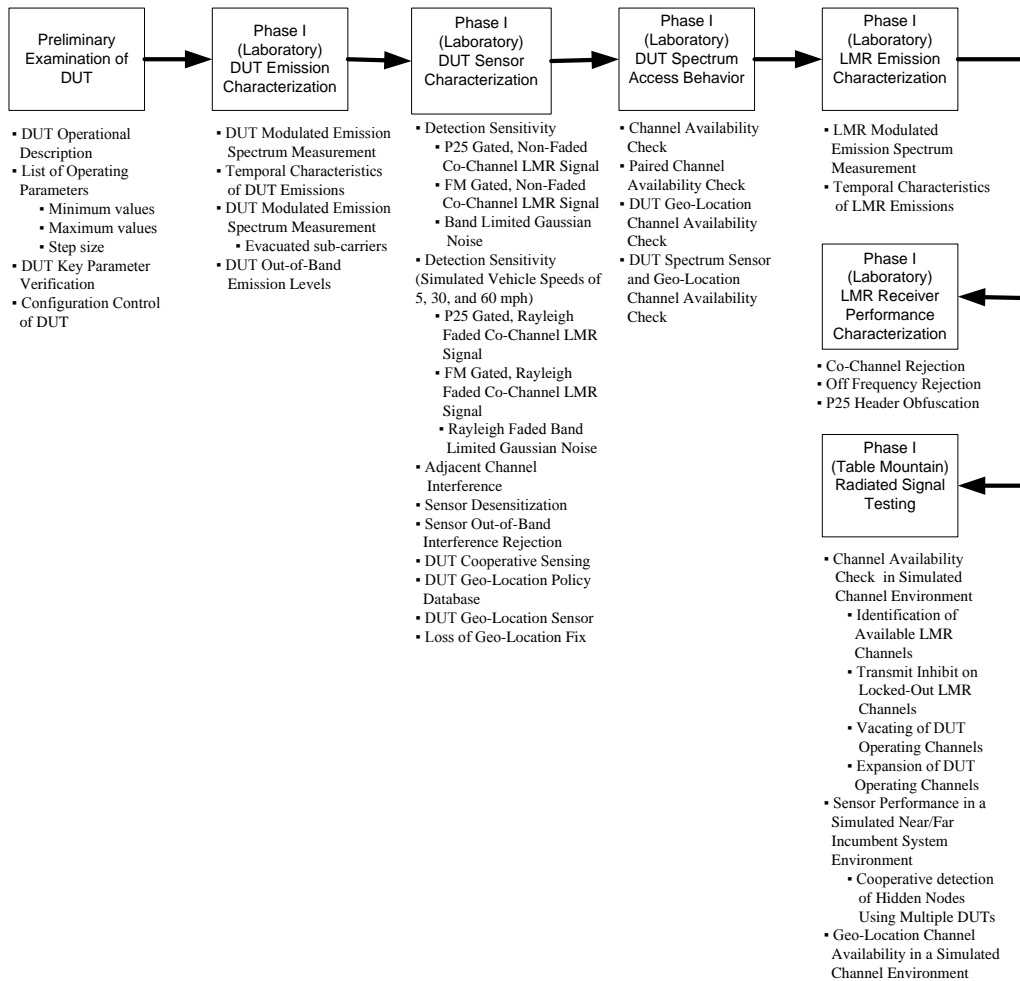 Preliminary
Examination of
DUT
▪ DUT Operational
Description
▪ List of Operating
Parameters
▪ Minimum values
▪ Maximum values
▪ Step size
▪ DUT Key Parameter
Verification
▪ Configuration Control
of DUT
Phase I
(Laboratory)
DUT Emission
Characterization
▪ DUT Modulated Emission
Spectrum Measurement
▪ Temporal Characteristics
of DUT Emissions
▪ DUT Modulated Emission
Spectrum Measurement
▪ Evacuated sub-carriers
▪ DUT Out-of-Band
Emission Levels
Phase I
(Laboratory)
DUT Sensor
Characterization
▪ Detection Sensitivity
▪ P25 Gated, Non-Faded
Co-Channel LMR Signal
▪ FM Gated, Non-Faded
Co-Channel LMR Signal
▪ Band Limited Gaussian
Noise
▪ Detection Sensitivity
(Simulated Vehicle Speeds of
5, 30, and 60 mph)
▪ P25 Gated, Rayleigh
Faded Co-Channel LMR
Signal
▪ FM Gated, Rayleigh
Faded Co-Channel LMR
Signal
▪ Rayleigh Faded Band
Limited Gaussian Noise
▪ Adjacent Channel
Interference
▪ Sensor Desensitization
▪ Sensor Out-of-Band
Interference Rejection
▪ DUT Cooperative Sensing
▪ DUT Geo-Location Policy
Database
▪ DUT Geo-Location Sensor
▪ Loss of Geo-Location Fix
Phase I
(Laboratory)
DUT Spectrum
Access Behavior
▪ Channel Availability
Check
▪ Paired Channel
Availability Check
▪ DUT Geo-Location
Channel Availability
Check
▪ DUT Spectrum Sensor
and Geo-Location
Channel Availability
Check
Phase I
(Laboratory)
LMR Emission
Characterization
▪ LMR Modulated
Emission Spectrum
Measurement
▪ Temporal Characteristics
of LMR Emissions
Phase I
(Laboratory)
LMR Receiver
Performance
Characterization
▪ Co-Channel Rejection
▪ Off Frequency Rejection
▪ P25 Header Obfuscation
Phase I
(Table Mountain)
Radiated Signal
Testing
▪ Channel Availability
Check in Simulated
Channel Environment
▪ Identification of
Available LMR
Channels
▪ Transmit Inhibit on
Locked-Out LMR
Channels
▪ Vacating of DUT
Operating Channels
▪ Expansion of DUT
Operating Channels
▪ Sensor Performance in a
Simulated Near/Far
Incumbent System
Environment
▪ Cooperative detection
of Hidden Nodes
Using Multiple DUTs
▪ Geo-Location Channel
Availability in a Simulated
Channel Environment